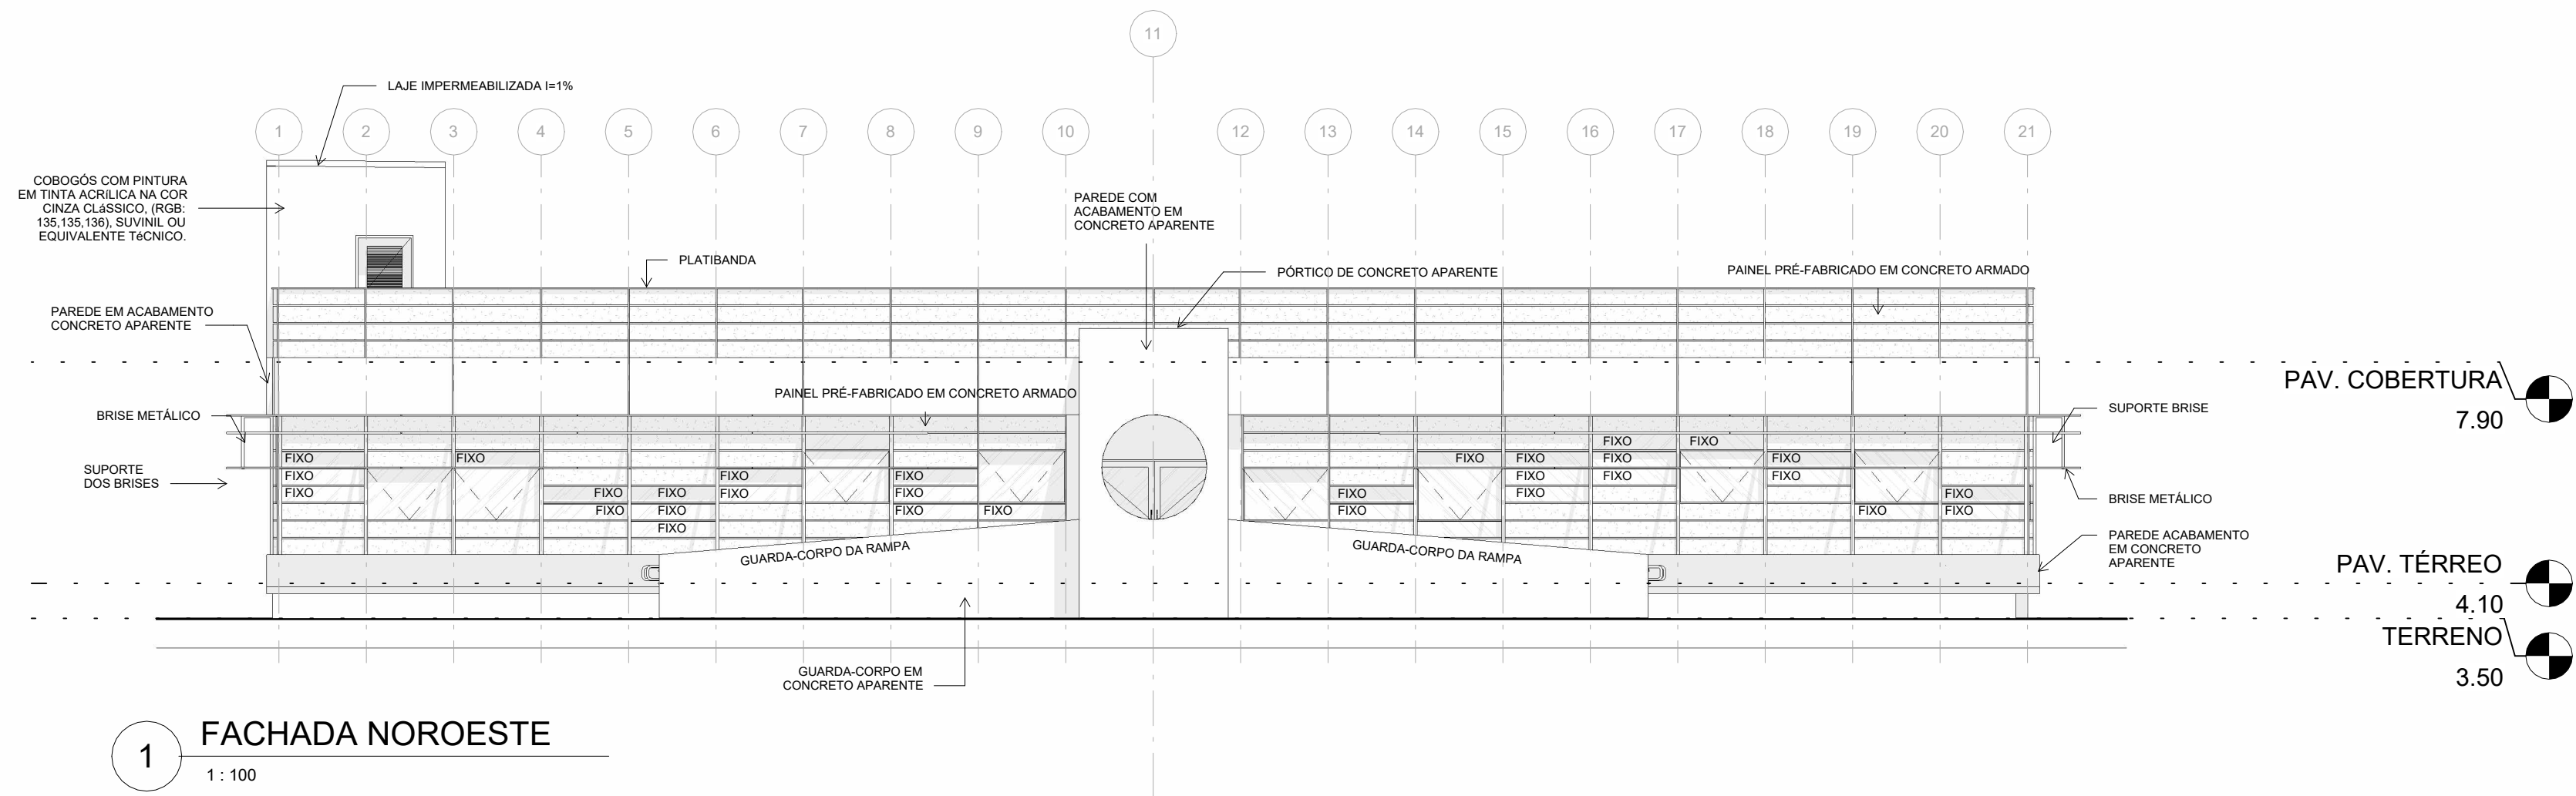 11
LAJE IMPERMEABILIZADA I=1%
1 2 3 4 5 6 7 8 9 10 12 13 14 15 16 17 18 19 20 21
COBOGÓS COM PINTURA
EM TINTA ACRÍLICA NA COR
CINZA CLáSSICO, (RGB:
135,135,136), SUVINIL OU
EQUIVALENTE TéCNICO.
PAREDE COM
ACABAMENTO EM
CONCRETO APARENTE
PLATIBANDA
PÓRTICO DE CONCRETO APARENTE
PAINEL PRÉ-FABRICADO EM CONCRETO ARMADO
PAREDE EM ACABAMENTO
CONCRETO APARENTE
PAINEL PRÉ-FABRICADO EM CONCRETO ARMADO
BRISE METÁLICO
SUPORTE
DOS BRISES
PAV. COBERTURA
7.90
SUPORTE BRISE
BRISE METÁLICO
PAREDE ACABAMENTO
EM CONCRETO
APARENTE
FIXO FIXO
FIXO FIXO FIXO FIXO FIXO FIXO
FIXO FIXO FIXO FIXO FIXO FIXO
FIXO FIXO FIXO FIXO FIXO FIXO FIXO FIXO
FIXO FIXO FIXO FIXO FIXO FIXO FIXO
FIXO
GUARDA-CORPO DA RAMPA
GUARDA-CORPO DA RAMPA
PAV. TÉRREO
4.10
TERRENO
3.50
GUARDA-CORPO EM
CONCRETO APARENTE
1
FACHADA NOROESTE
1 : 100